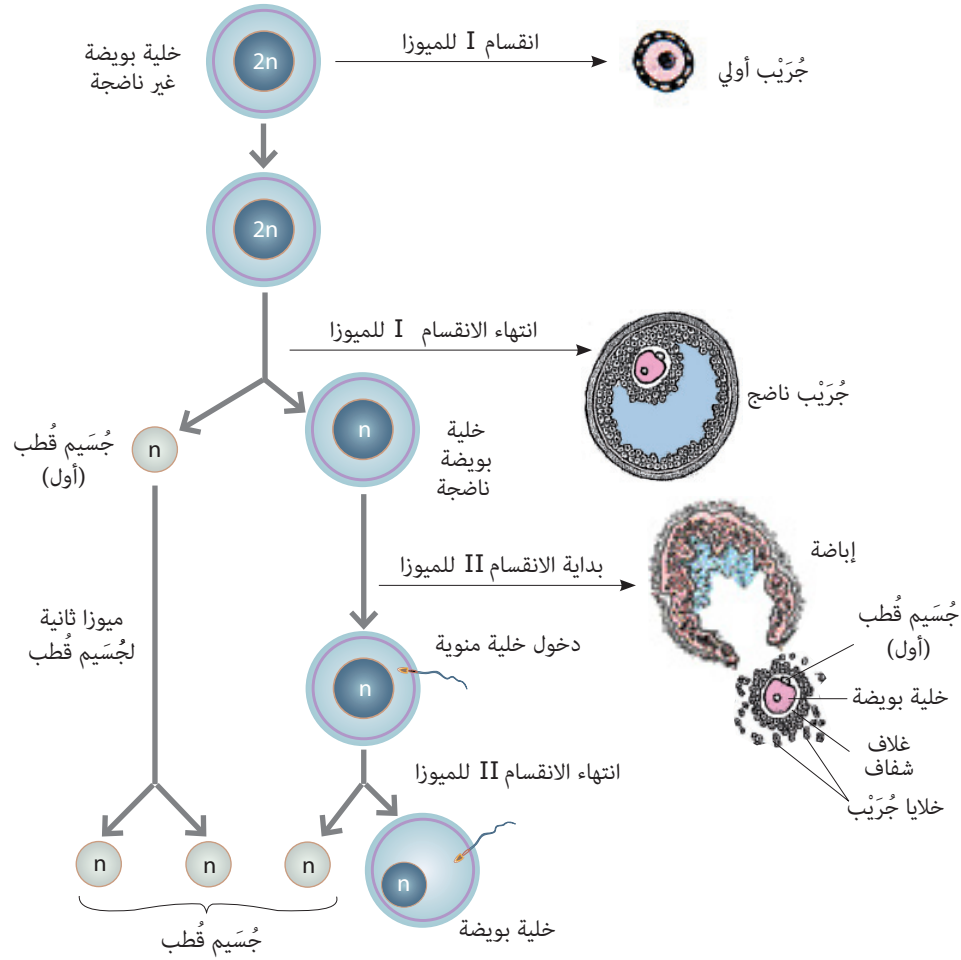 خلية بويضة
غير ناضجة
2n
انقسام I للميوزا
جُرَيْب أولي
2n
انتهاء الانقسام I للميوزا
جُرَيْب ناضج
n
خلية
بويضة
ناضجة
n
جُسَيم قُطب
(أول)
بداية الانقسام II للميوزا
إباضة
جُسَيم قُطب
(أول)
خلية بويضة
غلاف
شفاف
خلايا جُرَيْب
ميوزا ثانية
لجُسَيم قُطب
دخول خلية منوية
n
انتهاء الانقسام II للميوزا
n
n
n
n
خلية بويضة
جُسَيم قُطب